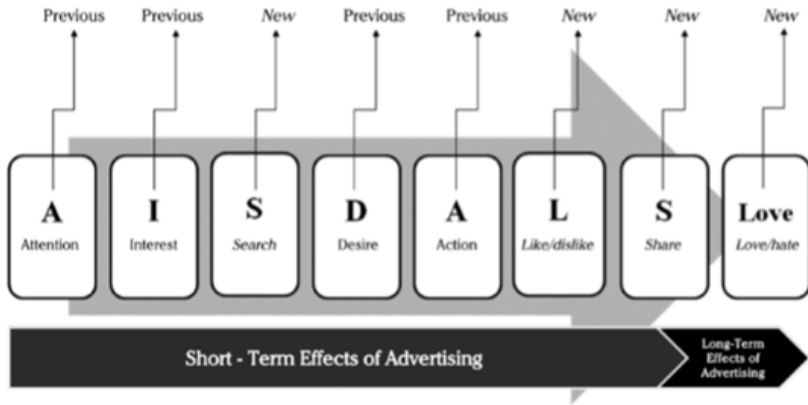 Previous Previous New Previous Previous New New New
A I S D A L S Love
Attention Interest Search Desire Action Like/dislike Share Love/hate
Short - Term Effects of Advertising
Long-Term
Effects of
Advertising